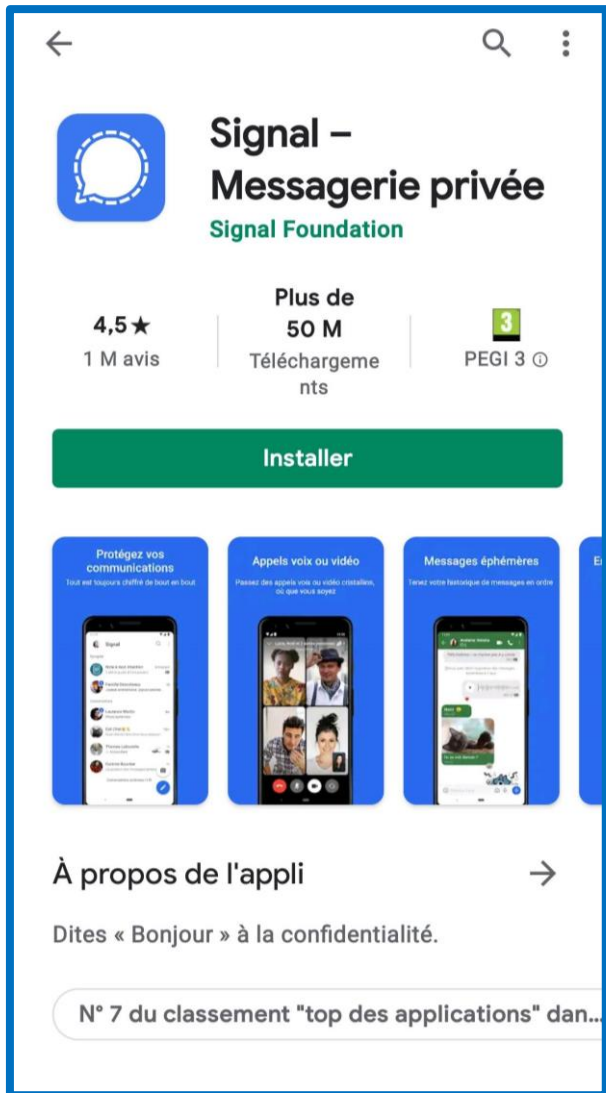 Signal –
Messagerie privée
Signal Foundation
4,5★
1 M avis
Plus de
50 M
Téléchargeme
nts
3
PEGI 3
Installer
Protégez vos
communications
Tout est toujours chiffré de bout en bout
Appels voix ou vidéo
Passez des appels voix ou vidéo cristallins,
où que vous soyez
Messages éphémères
Tenez votre historique de messages en ordre
Signal
À propos de l'appli
Dites « Bonjour » à la confidentialité.
N° 7 du classement "top des applications" dan...